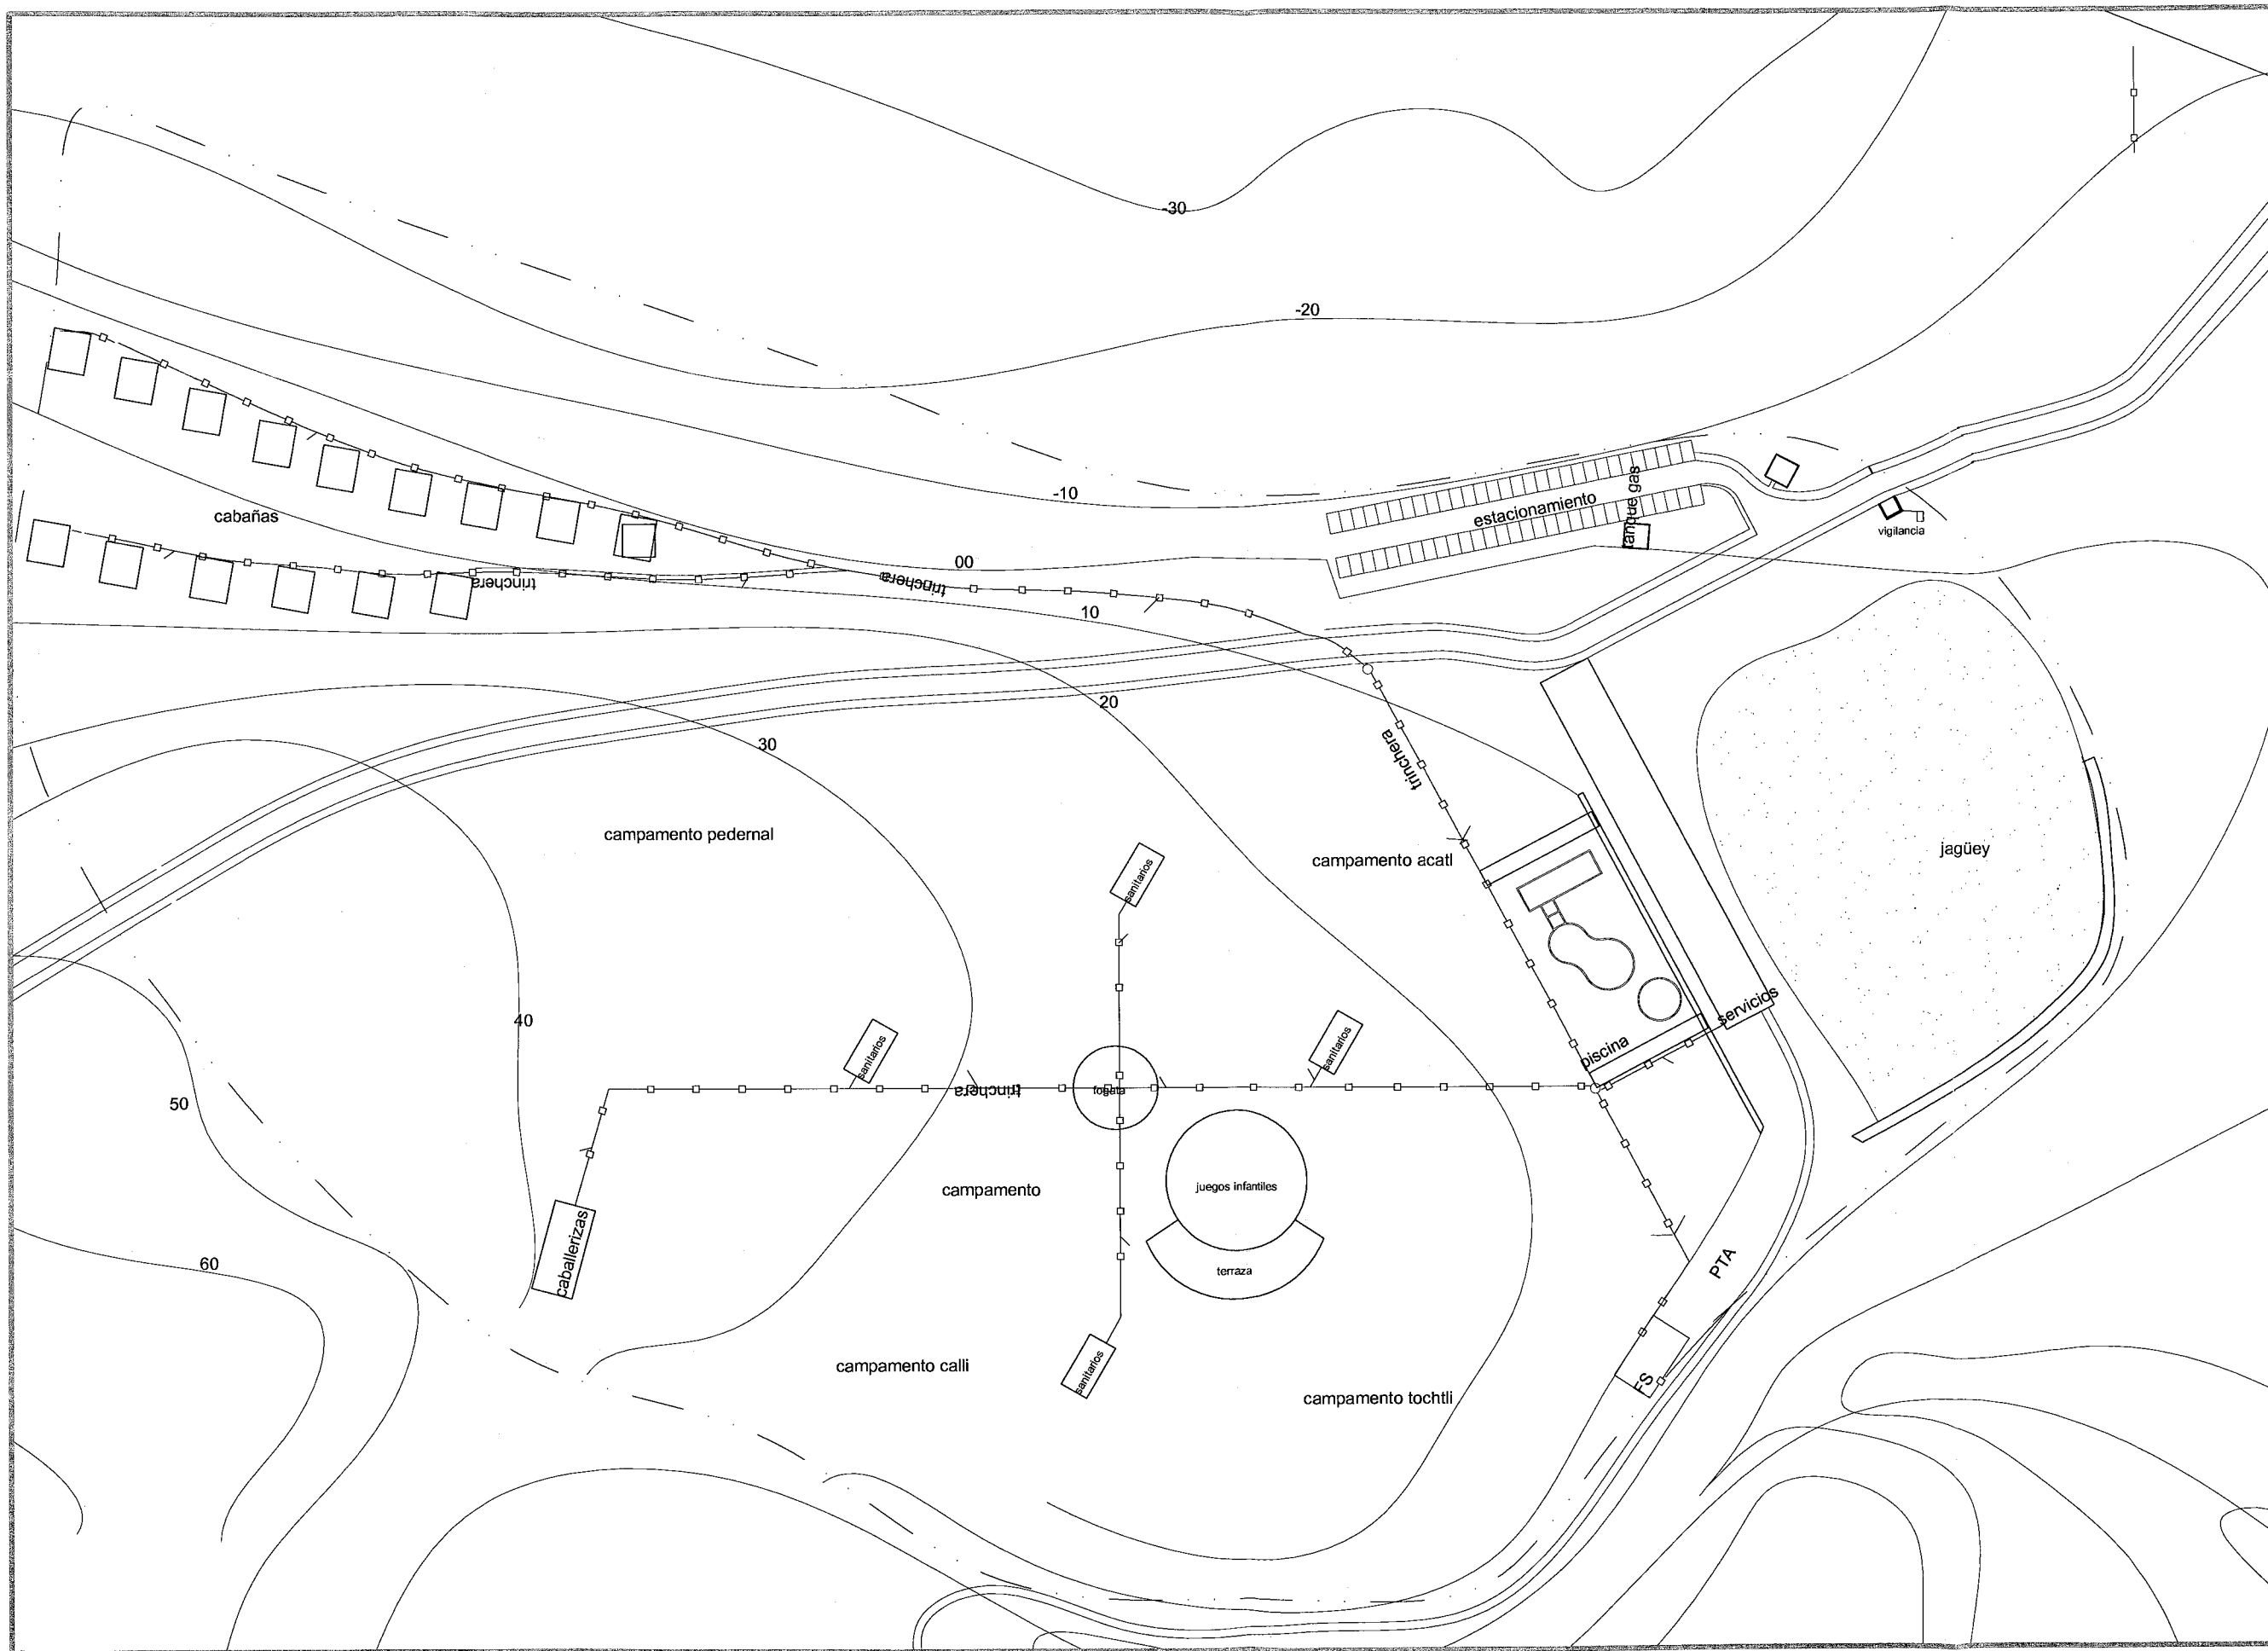 -30
-20
-10
tanque gas
estacionamiento
cabañas
vigilancia
00
trinchera
trinchera
10
20
30
trinchera
campamento pedernal
campamento acatl
jagüey
sanitarios
servicios
40
sanitarios
sanitarios
piscina
trinchera
fogata
50
campamento
juegos infantiles
caballerizas
60
terraza
PTA
campamento calli
sanitarios
FS
campamento tochtli